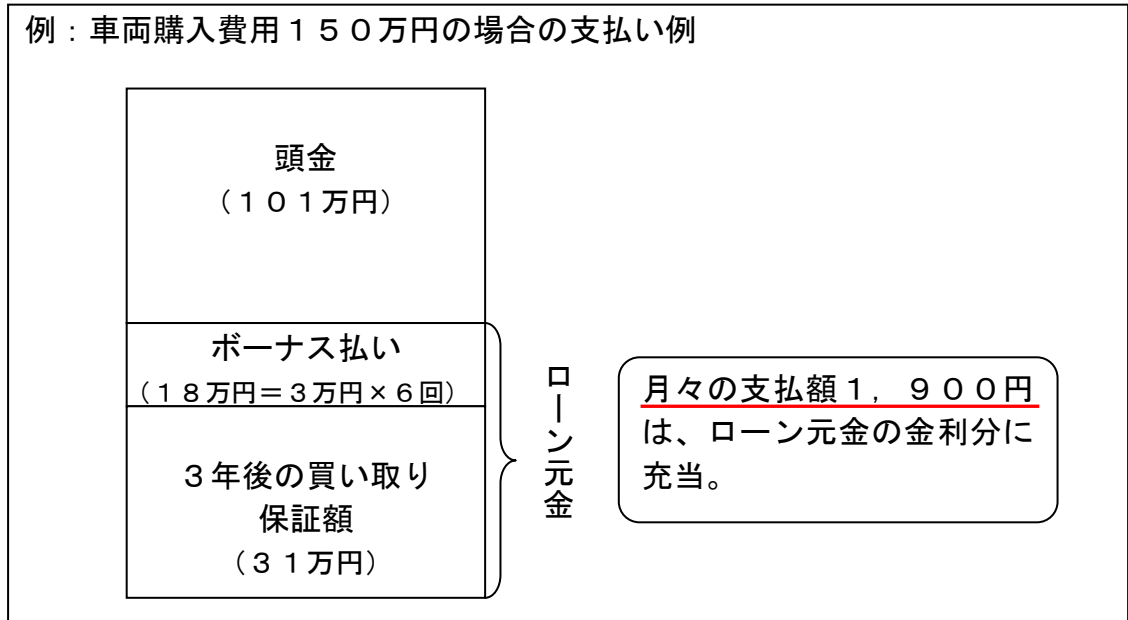 例：車両購入費用１５０万円の場合の支払い例
頭金
（１０１万円）
ボーナス払い
（１８万円＝３万円×６回）
３年後の買い取り
保証額
（３１万円）
ローン元金
月々の支払額１，９００円
は、ローン元金の金利分に
充当。